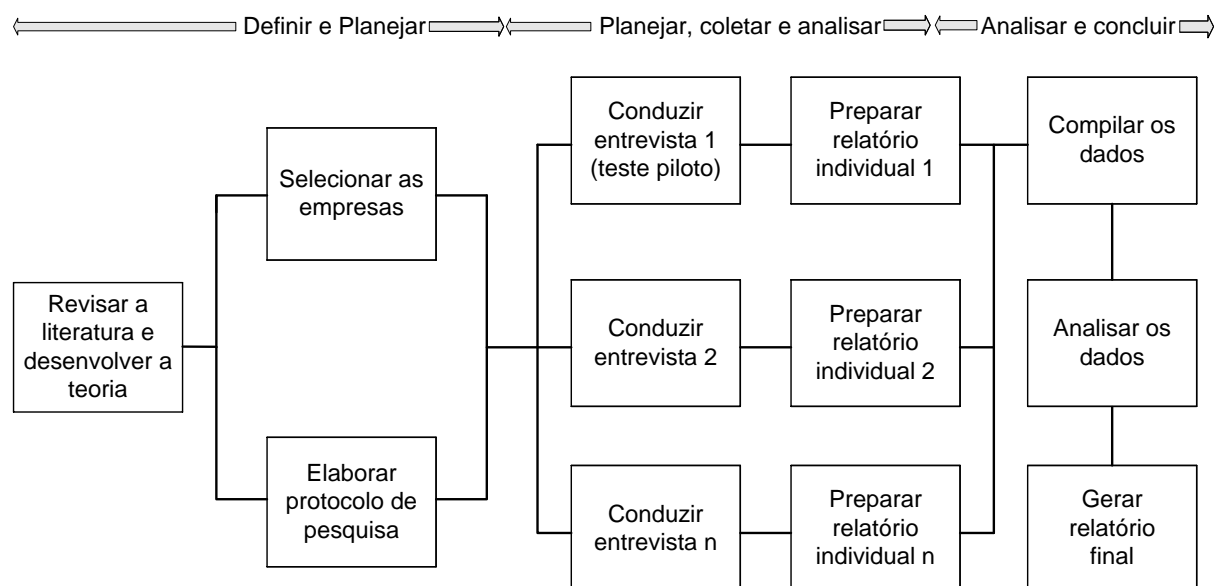 Definir e Planejar
Planejar, coletar e analisar
Analisar e concluir
Revisar a
literatura e
desenvolver a
teoria
Selecionar as
empresas
Elaborar
protocolo de
pesquisa
Conduzir
entrevista 1
(teste piloto)
Preparar
relatório
individual 1
Conduzir
entrevista 2
Preparar
relatório
individual 2
Conduzir
entrevista n
Preparar
relatório
individual n
Compilar os
dados
Analisar os
dados
Gerar
relatório
final